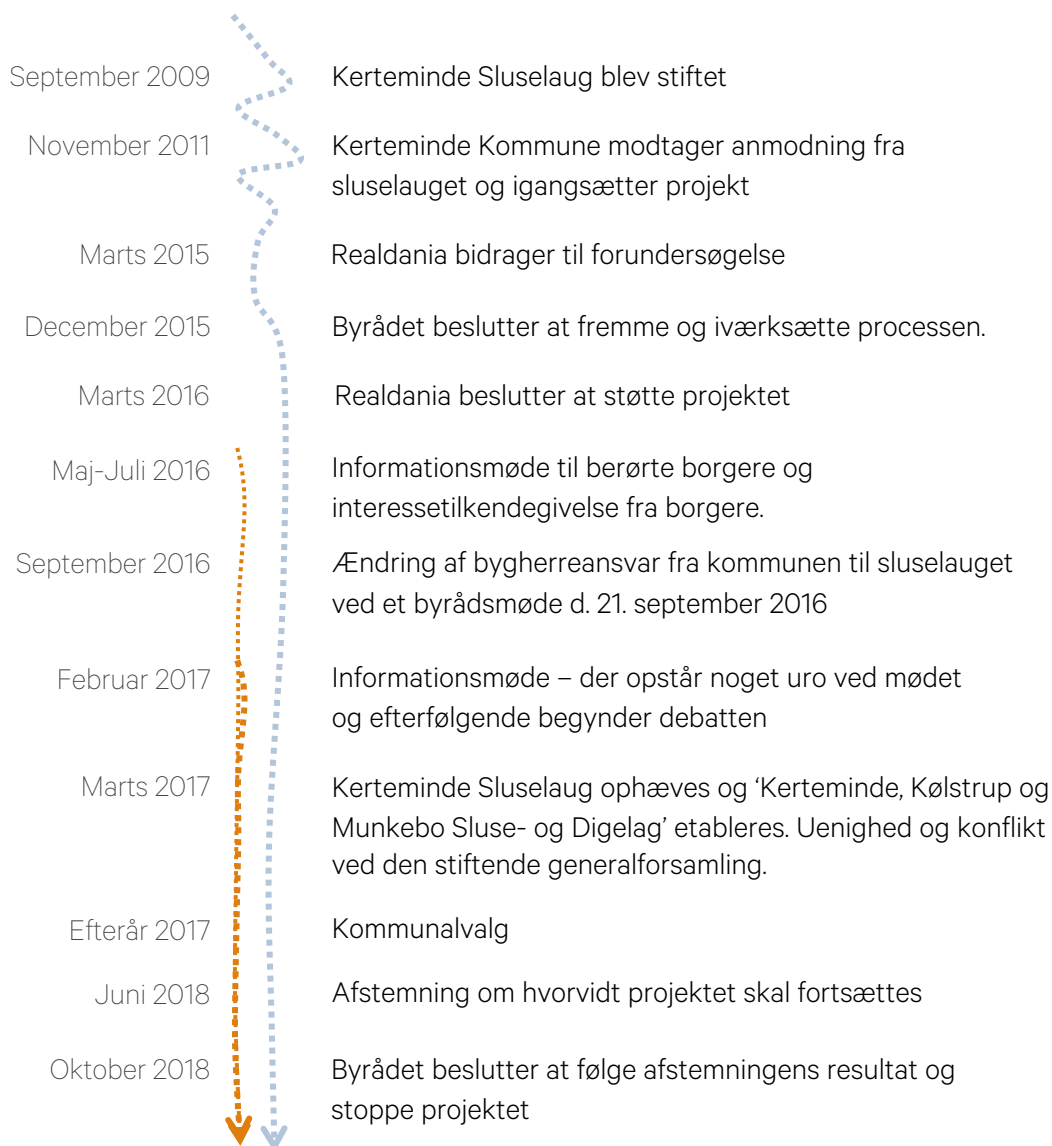 September 2009
Kerteminde Sluselaug blev stiftet
November 2011
Kerteminde Kommune modtager anmodning fra
sluselauget og igangsætter projekt
Marts 2015
Realdania bidrager til forundersøgelse
December 2015
Byrådet beslutter at fremme og iværksætte processen.
Marts 2016
Realdania beslutter at støtte projektet
Maj-Juli 2016
Informationsmøde til berørte borgere og
interessetilkendegivelse fra borgere.
September 2016
Ændring af bygherreansvar fra kommunen til sluselauget
ved et byrådsmøde d. 21. september 2016
Februar 2017
Informationsmøde – der opstår noget uro ved mødet
og efterfølgende begynder debatten
Marts 2017
Kerteminde Sluselaug ophæves og ‘Kerteminde, Kølstrup og
Munkebo Sluse- og Digelag’ etableres. Uenighed og konflikt
ved den stiftende generalforsamling.
Efterår 2017
Kommunalvalg
Juni 2018
Afstemning om hvorvidt projektet skal fortsættes
Oktober 2018
Byrådet beslutter at følge afstemningens resultat og
stoppe projektet